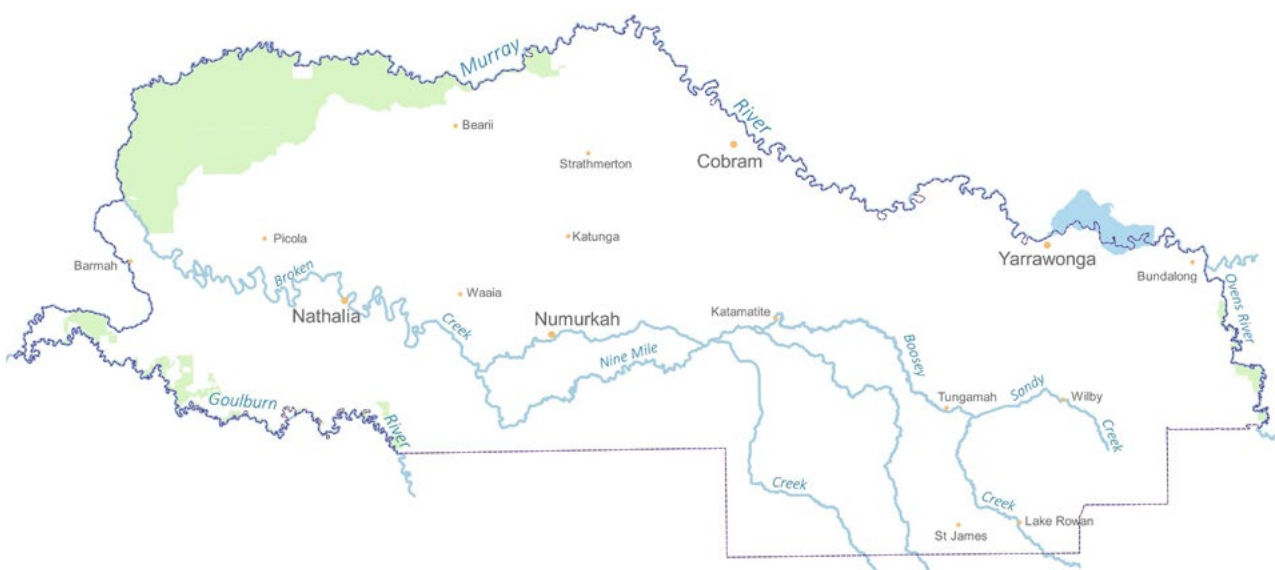 Murray
River
Bearii
Strathmerton
Cobram
Picola
Katunga
Barmah
Yarrawonga
Bundalong
Ovens River
Broken
Creek
Nathalia
Waaia
Numurkah
Katamatite
Nine Mile
Boosey
Tungamah
Sandy
Creek
Wilby
Goulburn
River
Creek
Creek
St James
Lake Rowan